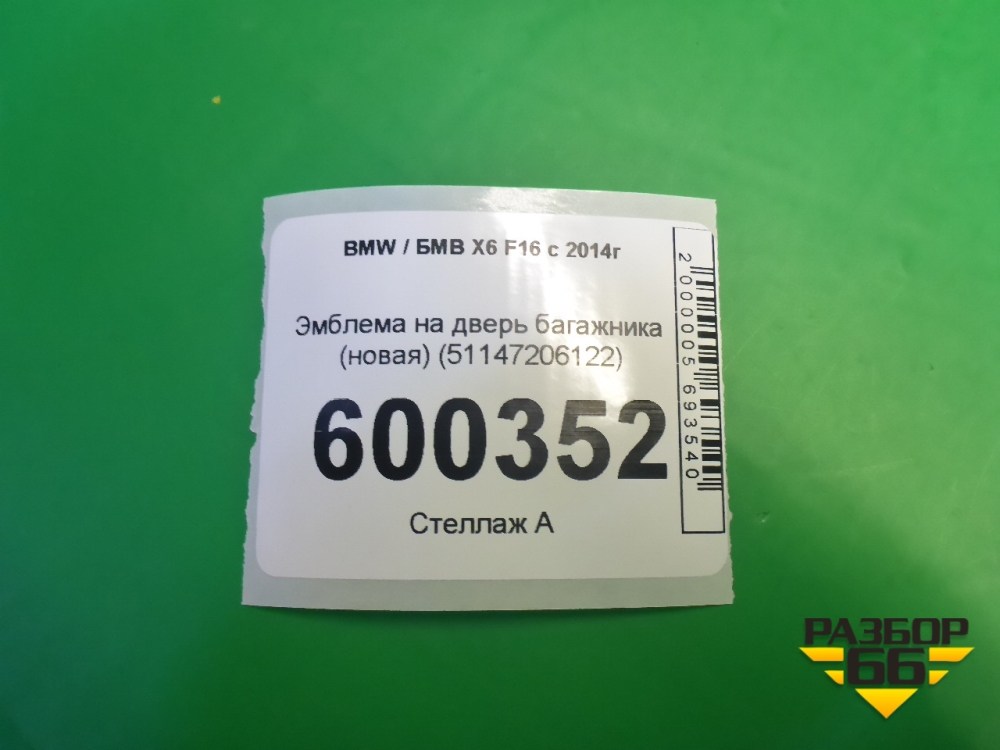 BMW / БМВ X6 F16 с 2014г
Эмблема на дверь багажника
(новая) (51147206122)
600352
Стеллаж А
2000005693540
РАЗБОР
66